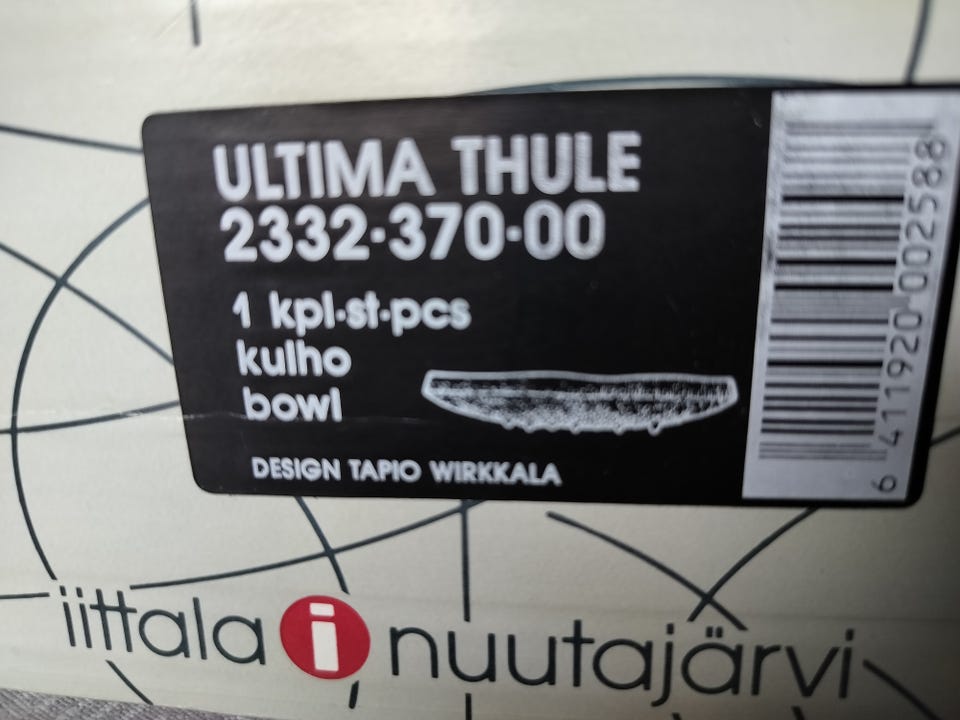 ULTIMA THULE
2332·370·00
1 kpl·st·pcs
kulho
bowl
DESIGN TAPIO WIRKKALA
6 411920 002588
iittala i nuutajärvi